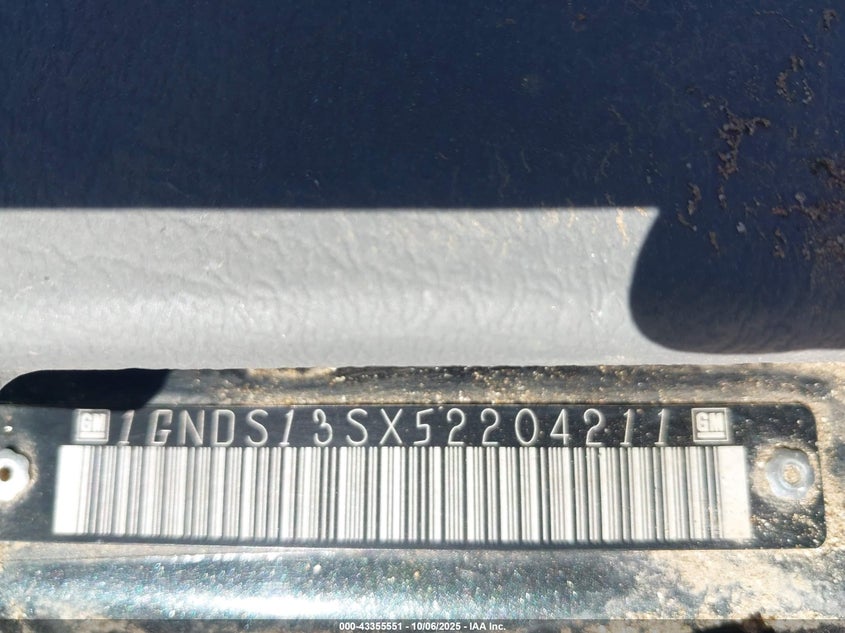 GM 1GNDS13SX52204211 GM
000-43355551 - 10/06/2025 - IAA Inc.